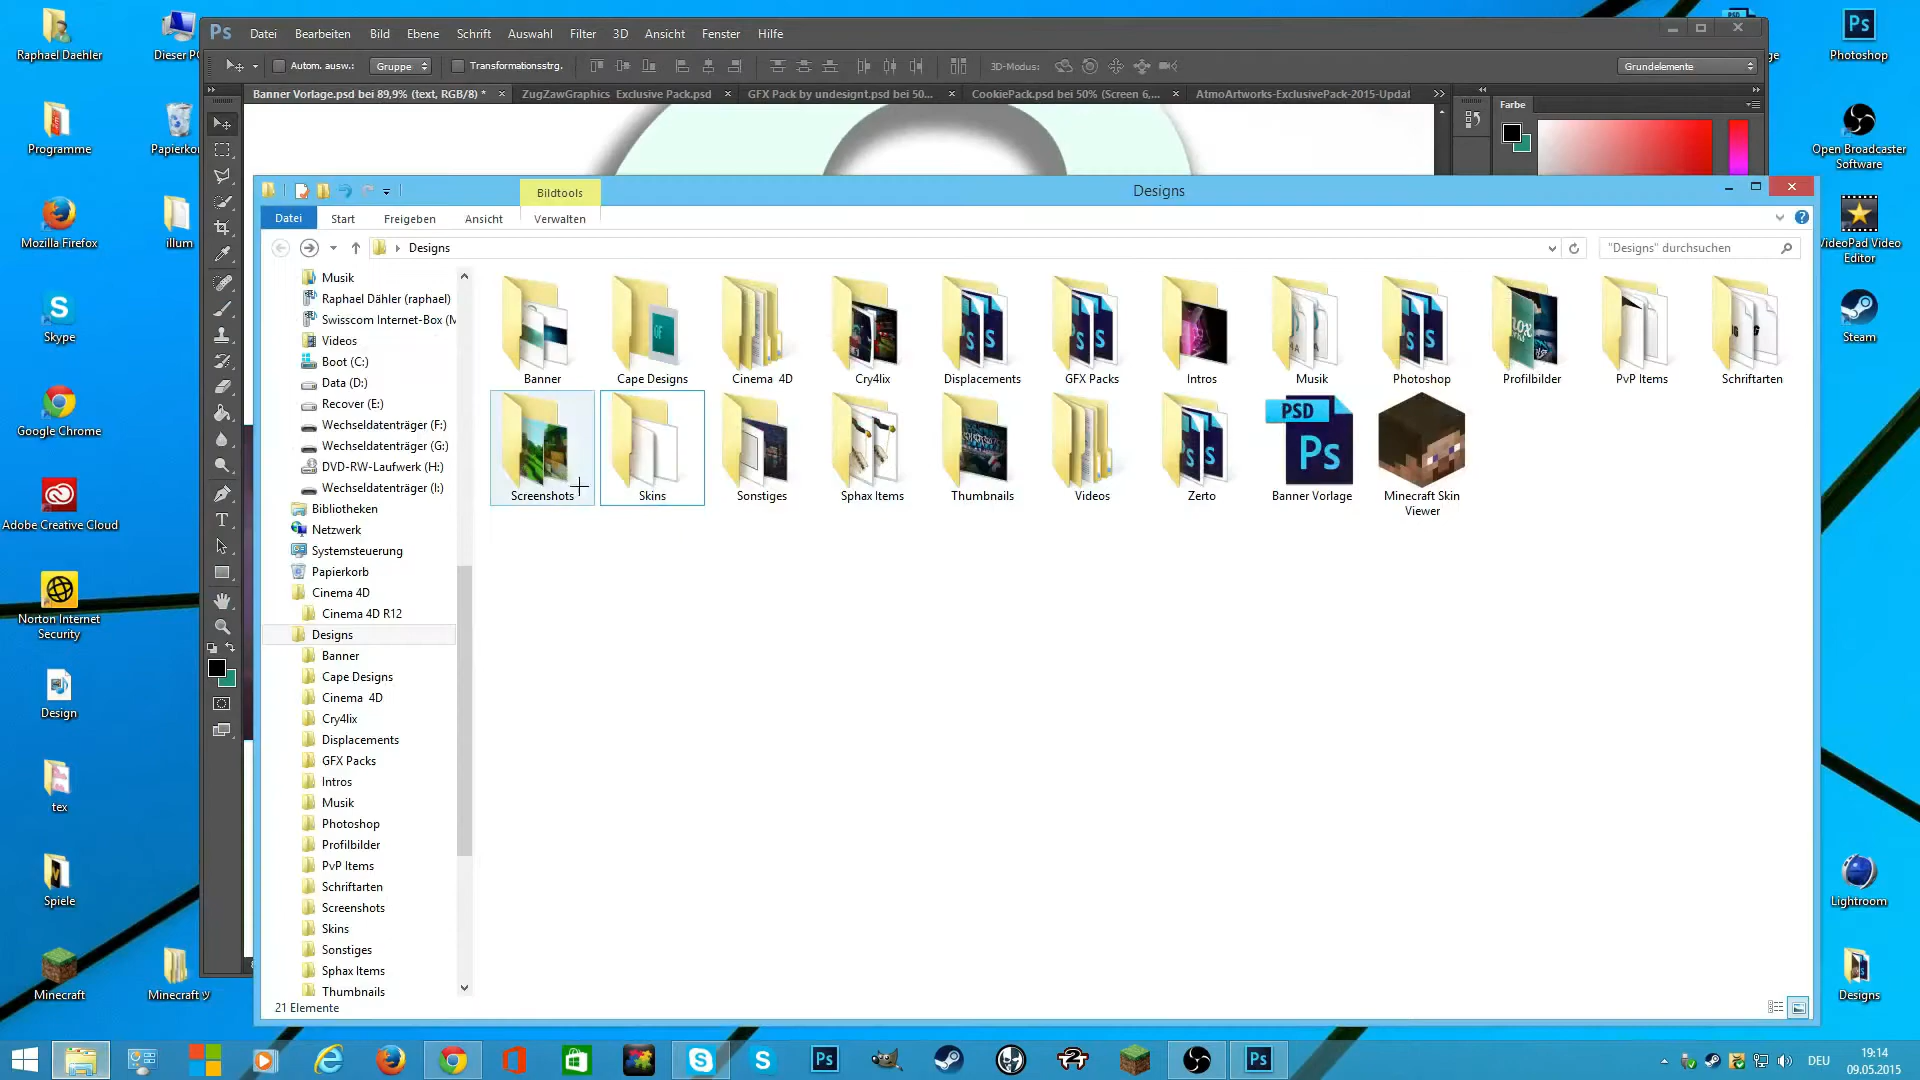 Raphael Daehler
Programme
Mozilla Firefox
Skype
Google Chrome
Adobe Creative Cloud
Norton Internet
Security
Design
tex
Spiele
Minecraft
Dieser PC
Papierkor
illum
Minecraft ツ
Ps
Datei Bearbeiten Bild Ebene Schrift Auswahl Filter 3D Ansicht Fenster Hilfe
Autom. ausw.: Gruppe Transformationsstrg. 3D-Modus: Grundelemente
Banner Vorlage.psd bei 89,9% (text, RGB/8) * ZugZawGraphics Exclusive Pack.psd GFX Pack by undesignt.psd bei 50... CookiePack.psd bei 50% (Screen 6,... AtmoArtworks-ExclusivePack-2015-Updat
Farbe
Bildtools
Designs
Datei Start Freigeben Ansicht Verwalten
Designs
"Designs" durchsuchen
Musik
Raphael Dähler (raphael)
Swisscom Internet-Box (M
Videos
Boot (C:)
Data (D:)
Recover (E:)
Wechseldatenträger (F:)
Wechseldatenträger (G:)
DVD-RW-Laufwerk (H:)
Wechseldatenträger (I:)
Bibliotheken
Netzwerk
Systemsteuerung
Papierkorb
Cinema 4D
Cinema 4D R12
Designs
Banner
Cape Designs
Cinema 4D
Cry4lix
Displacements
GFX Packs
Intros
Musik
Photoshop
Profilbilder
PvP Items
Schriftarten
Screenshots
Skins
Sonstiges
Sphax Items
Thumbnails
Banner Cape Designs Cinema 4D Cry4lix Displacements GFX Packs Intros Musik Photoshop Profilbilder PvP Items Schriftarten
PSD
Ps
Screenshots Skins Sonstiges Sphax Items Thumbnails Videos Zerto Banner Vorlage Minecraft Skin
Viewer
21 Elemente
Ps
Photoshop
Open Broadcaster
Software
VideoPad Video
Editor
Steam
Lightroom
Designs
DEU
19:14
09.05.2015